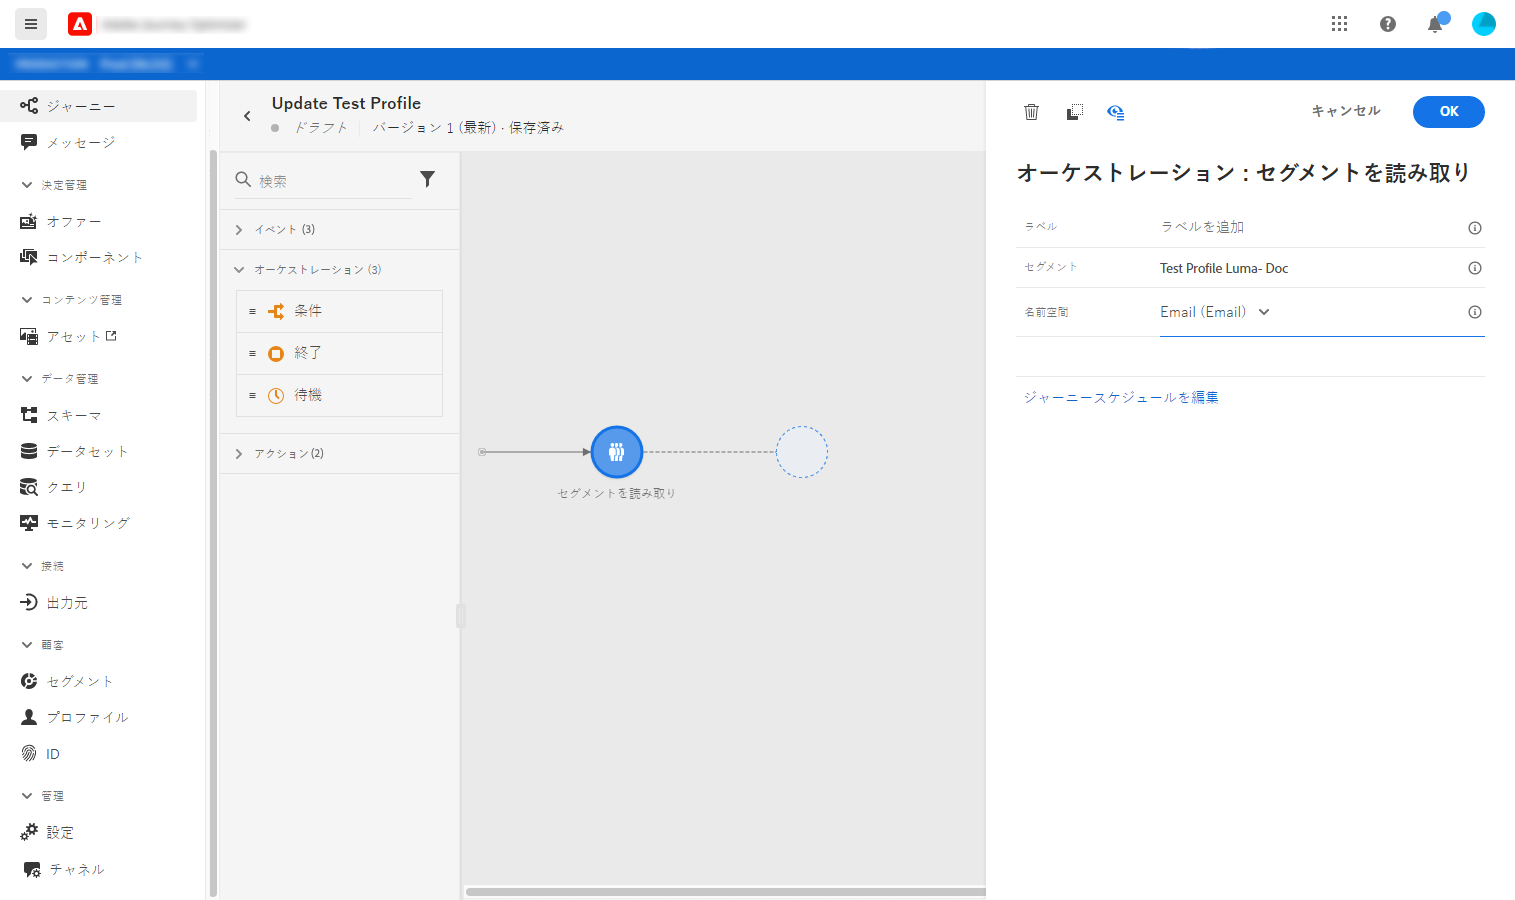 ジャーニー
メッセージ
決定管理
オファー
コンポーネント
コンテンツ管理
アセット
データ管理
スキーマ
データセット
クエリ
モニタリング
接続
出力元
顧客
セグメント
プロファイル
ID
管理
設定
チャネル
Update Test Profile
ドラフト
バージョン 1 (最新) · 保存済み
検索
イベント (3)
オーケストレーション (3)
条件
終了
待機
アクション (2)
セグメントを読み取り
キャンセル
OK
オーケストレーション : セグメントを読み取り
ラベル ラベルを追加
セグメント Test Profile Luma- Doc
名前空間 Email (Email)
ジャーニースケジュールを編集